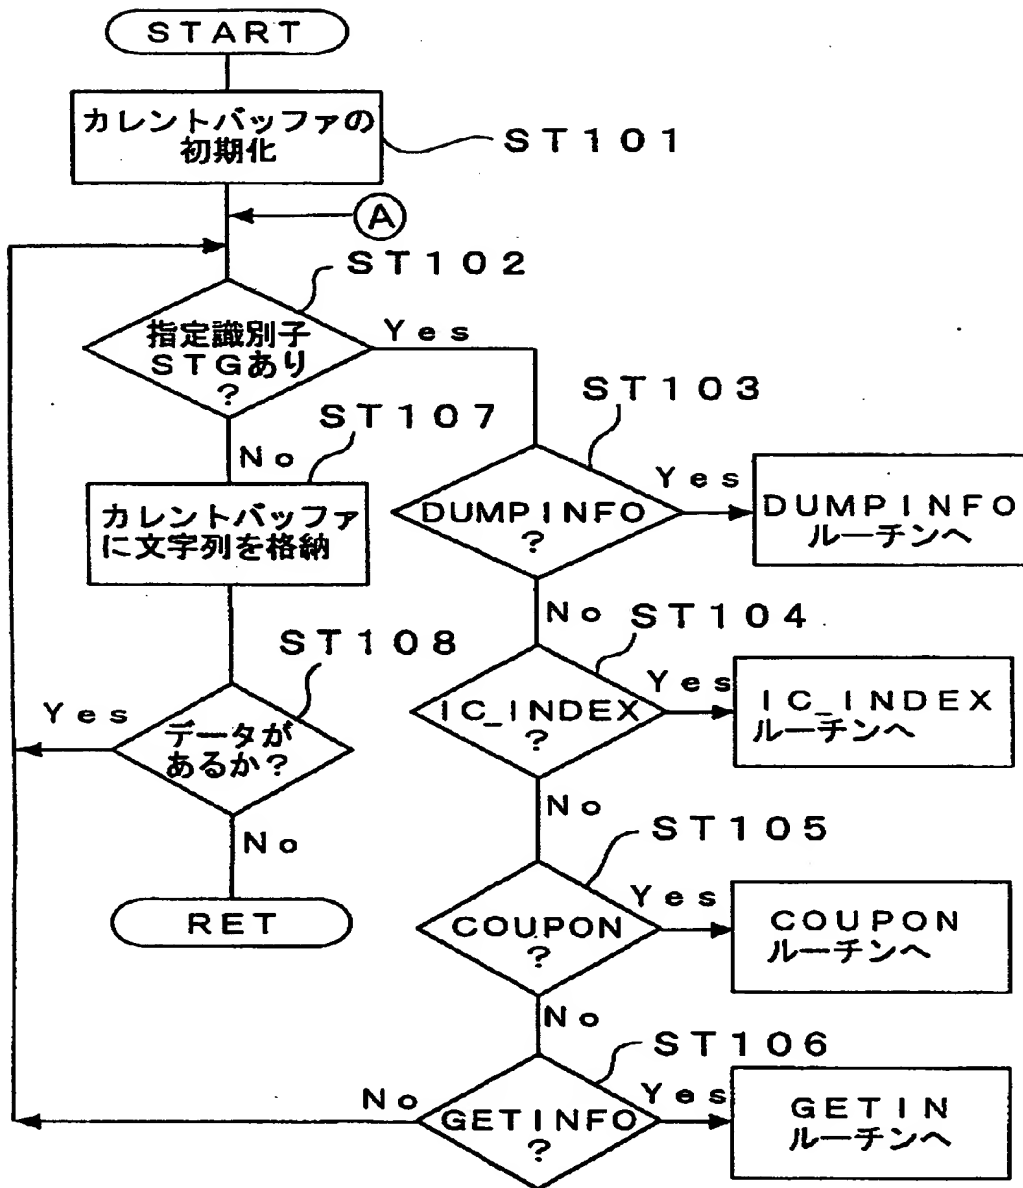 START
カレントバッファの
初期化
ST101
A
ST102
指定識別子
STGあり
?
Yes
ST103
ST107
No
DUMPINFO
?
Yes
DUMPINFO
ルーチンへ
カレントバッファ
に文字列を格納
No
ST104
ST108
IC_INDEX
?
Yes
IC_INDEX
ルーチンへ
Yes
データが
あるか?
No
No
ST105
RET
COUPON
?
Yes
COUPON
ルーチンへ
No
ST106
No
GETINFO
?
Yes
GETIN
ルーチンへ